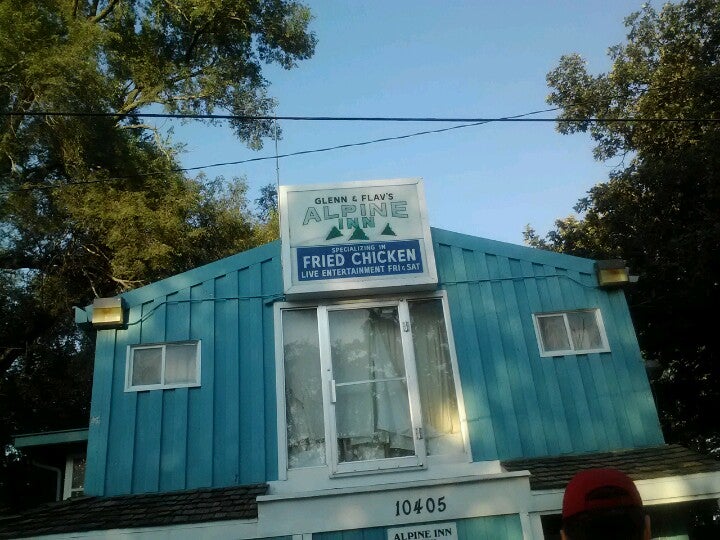 GLENN & FLAV'S
ALPINE
INN
SPECIALIZING IN
FRIED CHICKEN
LIVE ENTERTAINMENT FRI & SAT
10405
ALPINE INN